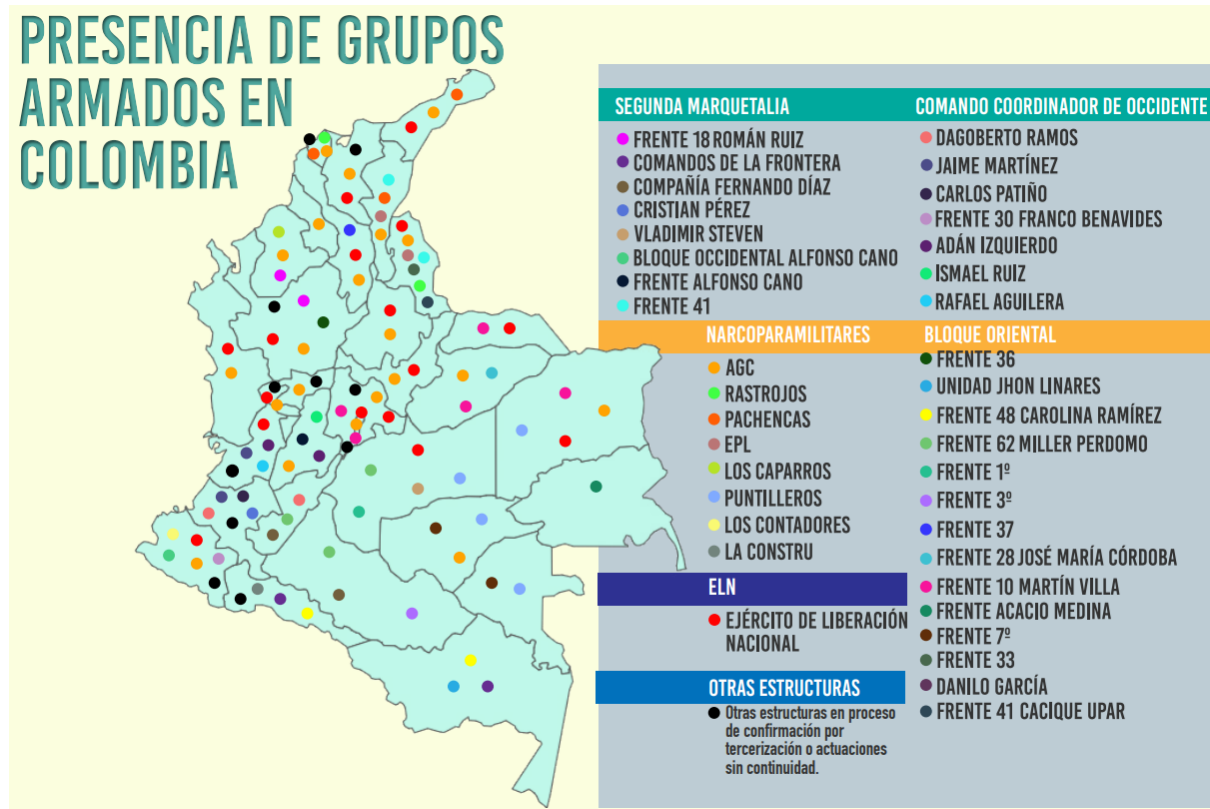 PRESENCIA DE GRUPOS
ARMADOS EN
COLOMBIA
SEGUNDA MARQUETALIA
FRENTE 18 ROMÁN RUIZ
COMANDOS DE LA FRONTERA
COMPAÑÍA FERNANDO DÍAZ
CRISTIAN PÉREZ
VLADIMIR STEVEN
BLOQUE OCCIDENTAL ALFONSO CANO
FRENTE ALFONSO CANO
FRENTE 41
COMANDO COORDINADOR DE OCCIDENTE
DAGOBERTO RAMOS
JAIME MARTÍNEZ
CARLOS PATIÑO
FRENTE 30 FRANCO BENAVIDES
ADÁN IZQUIERDO
ISMAEL RUIZ
RAFAEL AGUILERA
NARCOPARAMILITARES
AGC
RASTROJOS
PACHENCAS
EPL
LOS CAPARROS
PUNTILLEROS
LOS CONTADORES
LA CONSTRU
ELN
EJÉRCITO DE LIBERACIÓN
NACIONAL
OTRAS ESTRUCTURAS
Otras estructuras en proceso
de confirmación por
tercerización o actuaciones
sin continuidad.
BLOQUE ORIENTAL
FRENTE 36
UNIDAD JHON LINARES
FRENTE 48 CAROLINA RAMÍREZ
FRENTE 62 MILLER PERDOMO
FRENTE 1º
FRENTE 3º
FRENTE 37
FRENTE 28 JOSÉ MARÍA CÓRDOBA
FRENTE 10 MARTÍN VILLA
FRENTE ACACIO MEDINA
FRENTE 7º
FRENTE 33
DANILO GARCÍA
FRENTE 41 CACIQUE UPAR